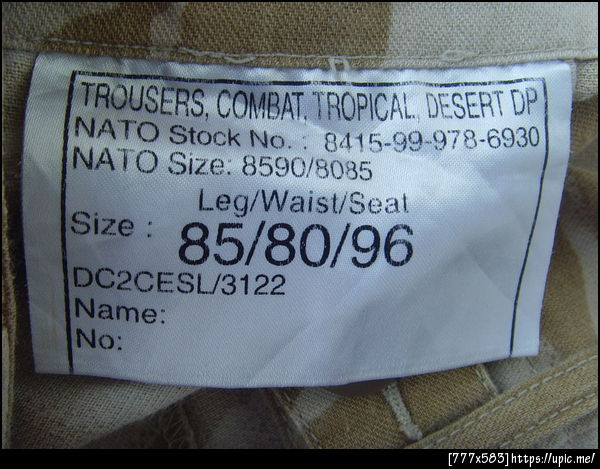 TROUSERS, COMBAT, TROPICAL, DESERT DP
NATO Stock No. : 8415-99-978-6930
NATO Size: 8590/8085
Leg/Waist/Seat
Size : 85/80/96
DC2CESL/3122
Name:
No:
[777x583]https://upic.me/